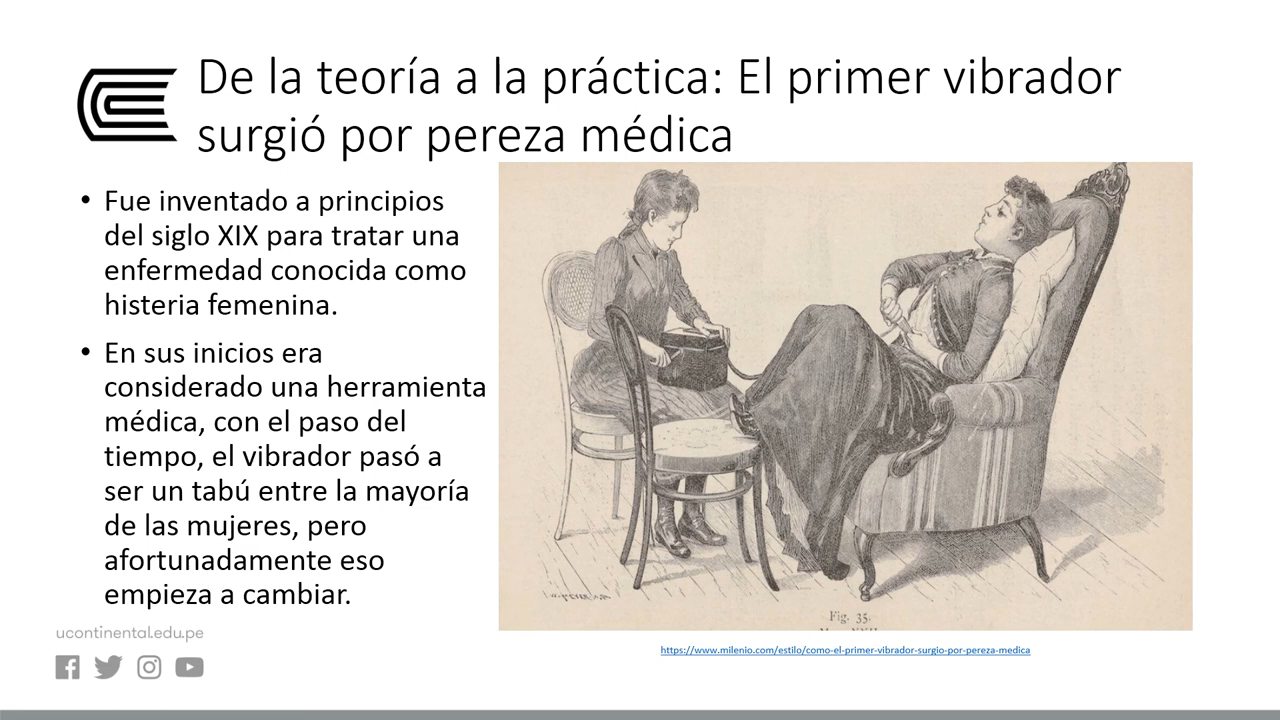 De la teoría a la práctica: El primer vibrador
surgió por pereza médica
• Fue inventado a principios
del siglo XIX para tratar una
enfermedad conocida como
histeria femenina.
• En sus inicios era
considerado una herramienta
médica, con el paso del
tiempo, el vibrador pasó a
ser un tabú entre la mayoría
de las mujeres, pero
afortunadamente eso
empieza a cambiar.
Fig. 35.
ucontinental.edu.pe
https://www.milenio.com/estilo/como-el-primer-vibrador-surgio-por-pereza-medica